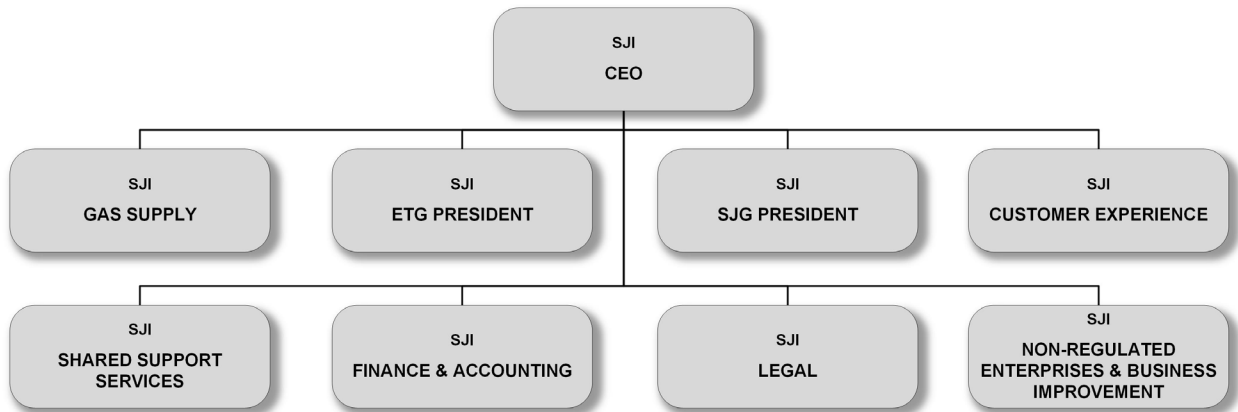 SJI
CEO
SJI
GAS SUPPLY
SJI
ETG PRESIDENT
SJI
SJG PRESIDENT
SJI
CUSTOMER EXPERIENCE
SJI
SHARED SUPPORT
SERVICES
SJI
FINANCE & ACCOUNTING
SJI
LEGAL
SJI
NON-REGULATED
ENTERPRISES & BUSINESS
IMPROVEMENT